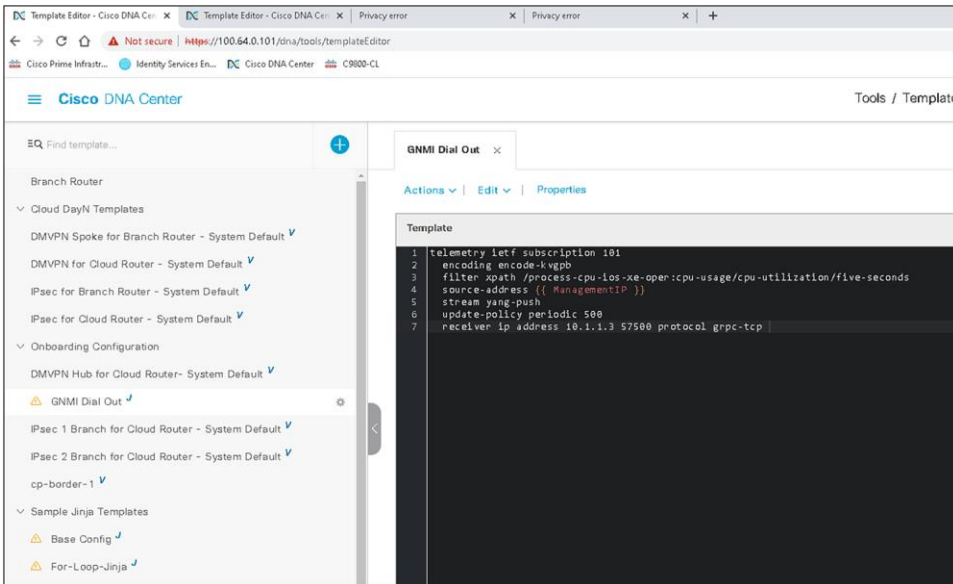 Template Editor - Cisco DNA Cen
Template Editor - Cisco DNA Cen
Privacy error
Privacy error
Not secure | https://100.64.0.101/dna/tools/templateEditor
Cisco Prime Infrastr...
Identity Services En...
Cisco DNA Center
C9800-CL
Cisco DNA Center
Tools / Template
Find template...
GNMI Dial Out
Branch Router
Actions | Edit | Properties
Cloud DayN Templates
DMVPN Spoke for Branch Router - System Default V
DMVPN for Cloud Router - System Default V
IPsec for Branch Router - System Default V
IPsec for Cloud Router - System Default V
Onboarding Configuration
DMVPN Hub for Cloud Router- System Default V
GNMI Dial Out J
IPsec 1 Branch for Cloud Router - System Default V
IPsec 2 Branch for Cloud Router - System Default V
cp-border-1 V
Sample Jinja Templates
Base Config J
For-Loop-Jinja J
Template
1 telemetry ietf subscription 101
2 encoding encode-kvgpb
3 filter xpath /process-cpu-ios-xe-oper:cpu-usage/cpu-utilization/five-seconds
4 source-address {{ ManagementIP }}
5 stream yang-push
6 update-policy periodic 500
7 receiver ip address 10.1.1.3 57500 protocol grpc-tcp